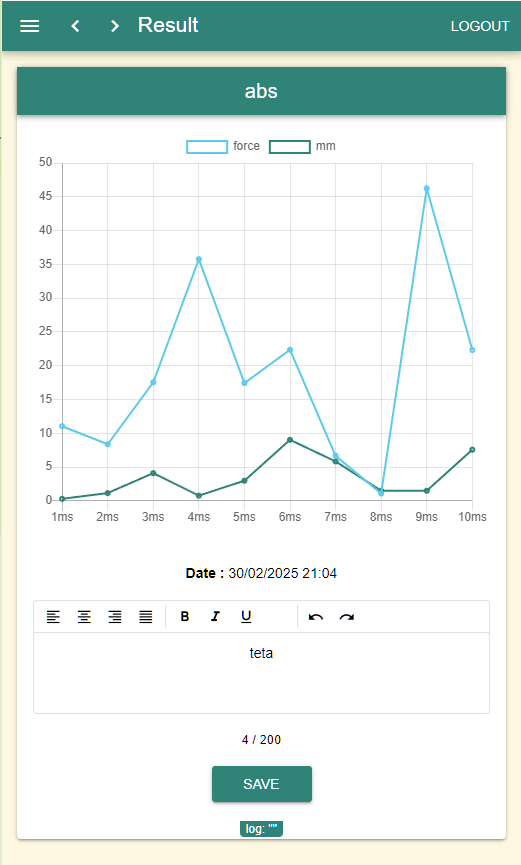 Result LOGOUT
abs
force mm
50
45
40
35
30
25
20
15
10
5
0
1ms 2ms 3ms 4ms 5ms 6ms 7ms 8ms 9ms 10ms
Date : 30/02/2025 21:04
B I U
teta
4 / 200
SAVE
log: ""